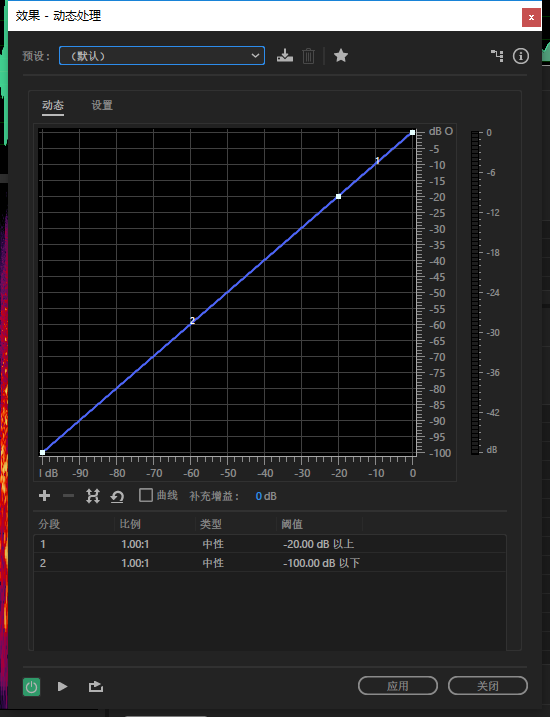 效果 - 动态处理
x
预设： （默认）
动态 设置
dB O
-5
-10
-15
-20
-25
-30
-35
-40
-45
-50
-55
-60
-65
-70
-75
-80
-85
-90
-95
-100
1
2
0
-6
-12
-18
-24
-30
-36
-42
dB
I dB -90 -80 -70 -60 -50 -40 -30 -20 -10 0
曲线 补充增益： 0 dB
分段 比例 类型 阈值
1 1.00:1 中性 -20.00 dB 以上
2 1.00:1 中性 -100.00 dB 以下
应用 关闭